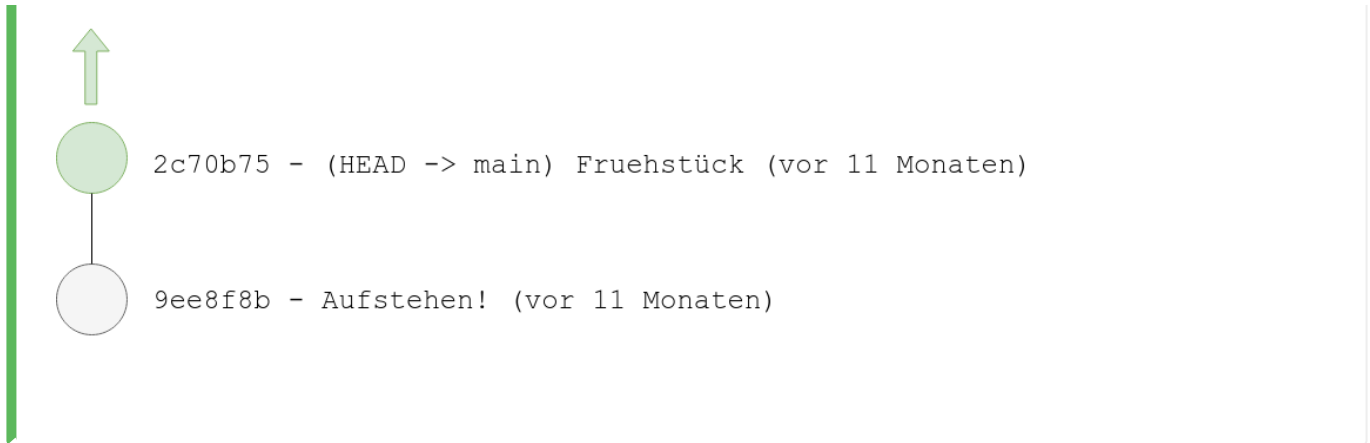 2c70b75 - (HEAD -> main) Fruehstück (vor 11 Monaten)
9ee8f8b - Aufstehen! (vor 11 Monaten)